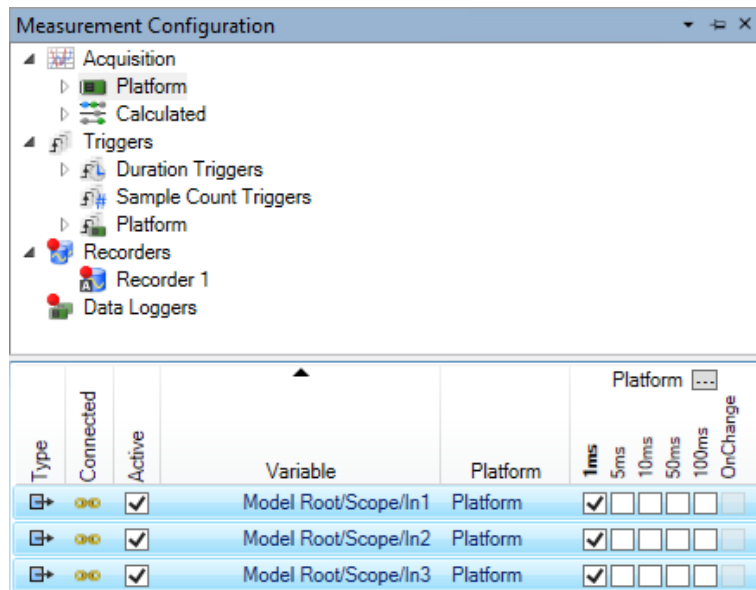 Measurement Configuration
Acquisition
Platform
Calculated
Triggers
Duration Triggers
Sample Count Triggers
Platform
Recorders
Recorder 1
Data Loggers
Platform ...
Type Connected Active Variable Platform 1ms 5ms 10ms 50ms 100ms OnChange
Model Root/Scope/In1 Platform
Model Root/Scope/In2 Platform
Model Root/Scope/In3 Platform